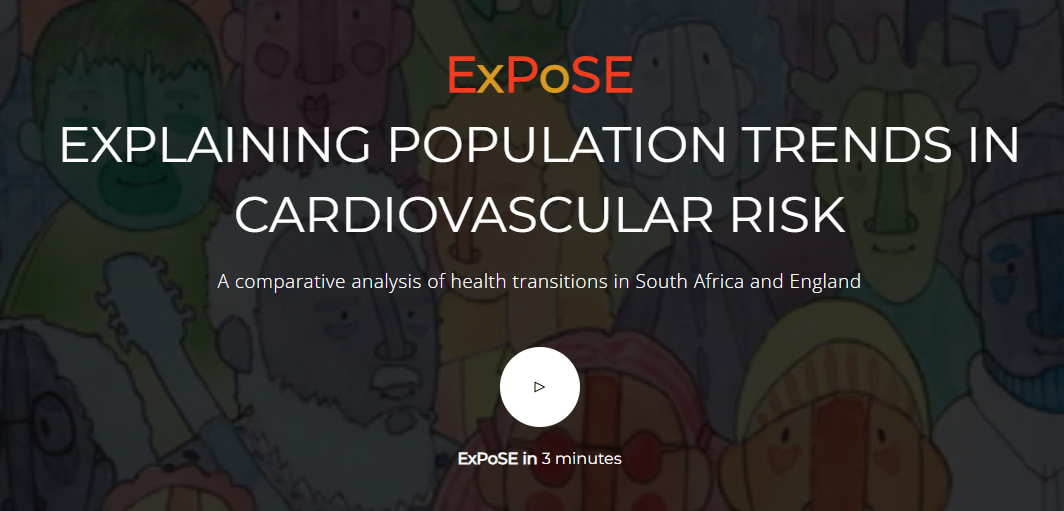 ExPoSE
EXPLAINING POPULATION TRENDS IN
CARDIOVASCULAR RISK
A comparative analysis of health transitions in South Africa and England
ExPoSE in 3 minutes